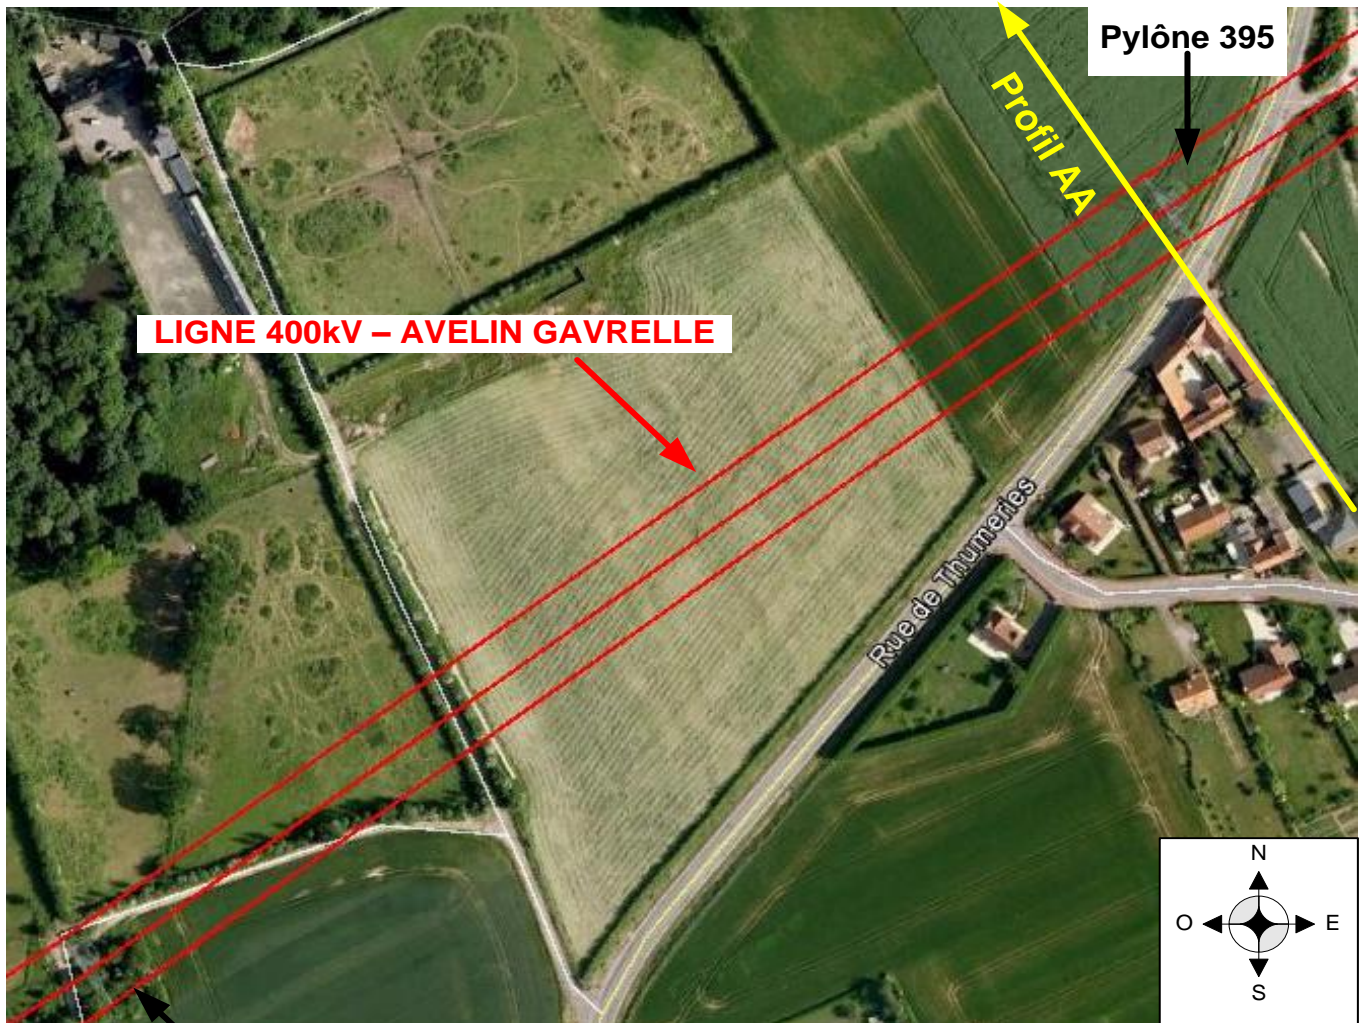 Pylône 395
Profil AA
LIGNE 400kV – AVELIN GAVRELLE
Rue de Thumeries
N
O
E
S